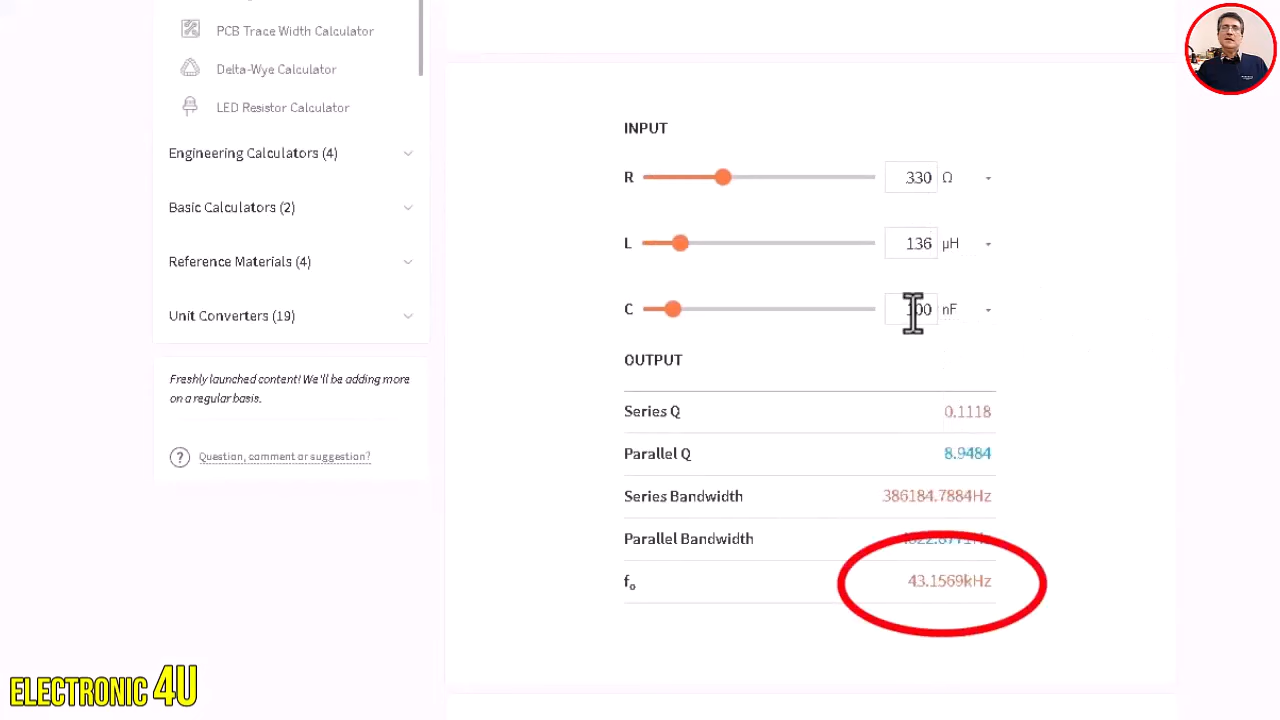 PCB Trace Width Calculator
Delta-Wye Calculator
LED Resistor Calculator
Engineering Calculators (4)
Basic Calculators (2)
Reference Materials (4)
Unit Converters (19)
Freshly launched content! We'll be adding more
on a regular basis.
? Question, comment or suggestion?
INPUT
R 330 Ω
L 136 μH
C 100 nF
OUTPUT
Series Q 0.1118
Parallel Q 8.9484
Series Bandwidth 386184.7884Hz
Parallel Bandwidth
fo 43.1569kHz
ELECTRONIC 4U